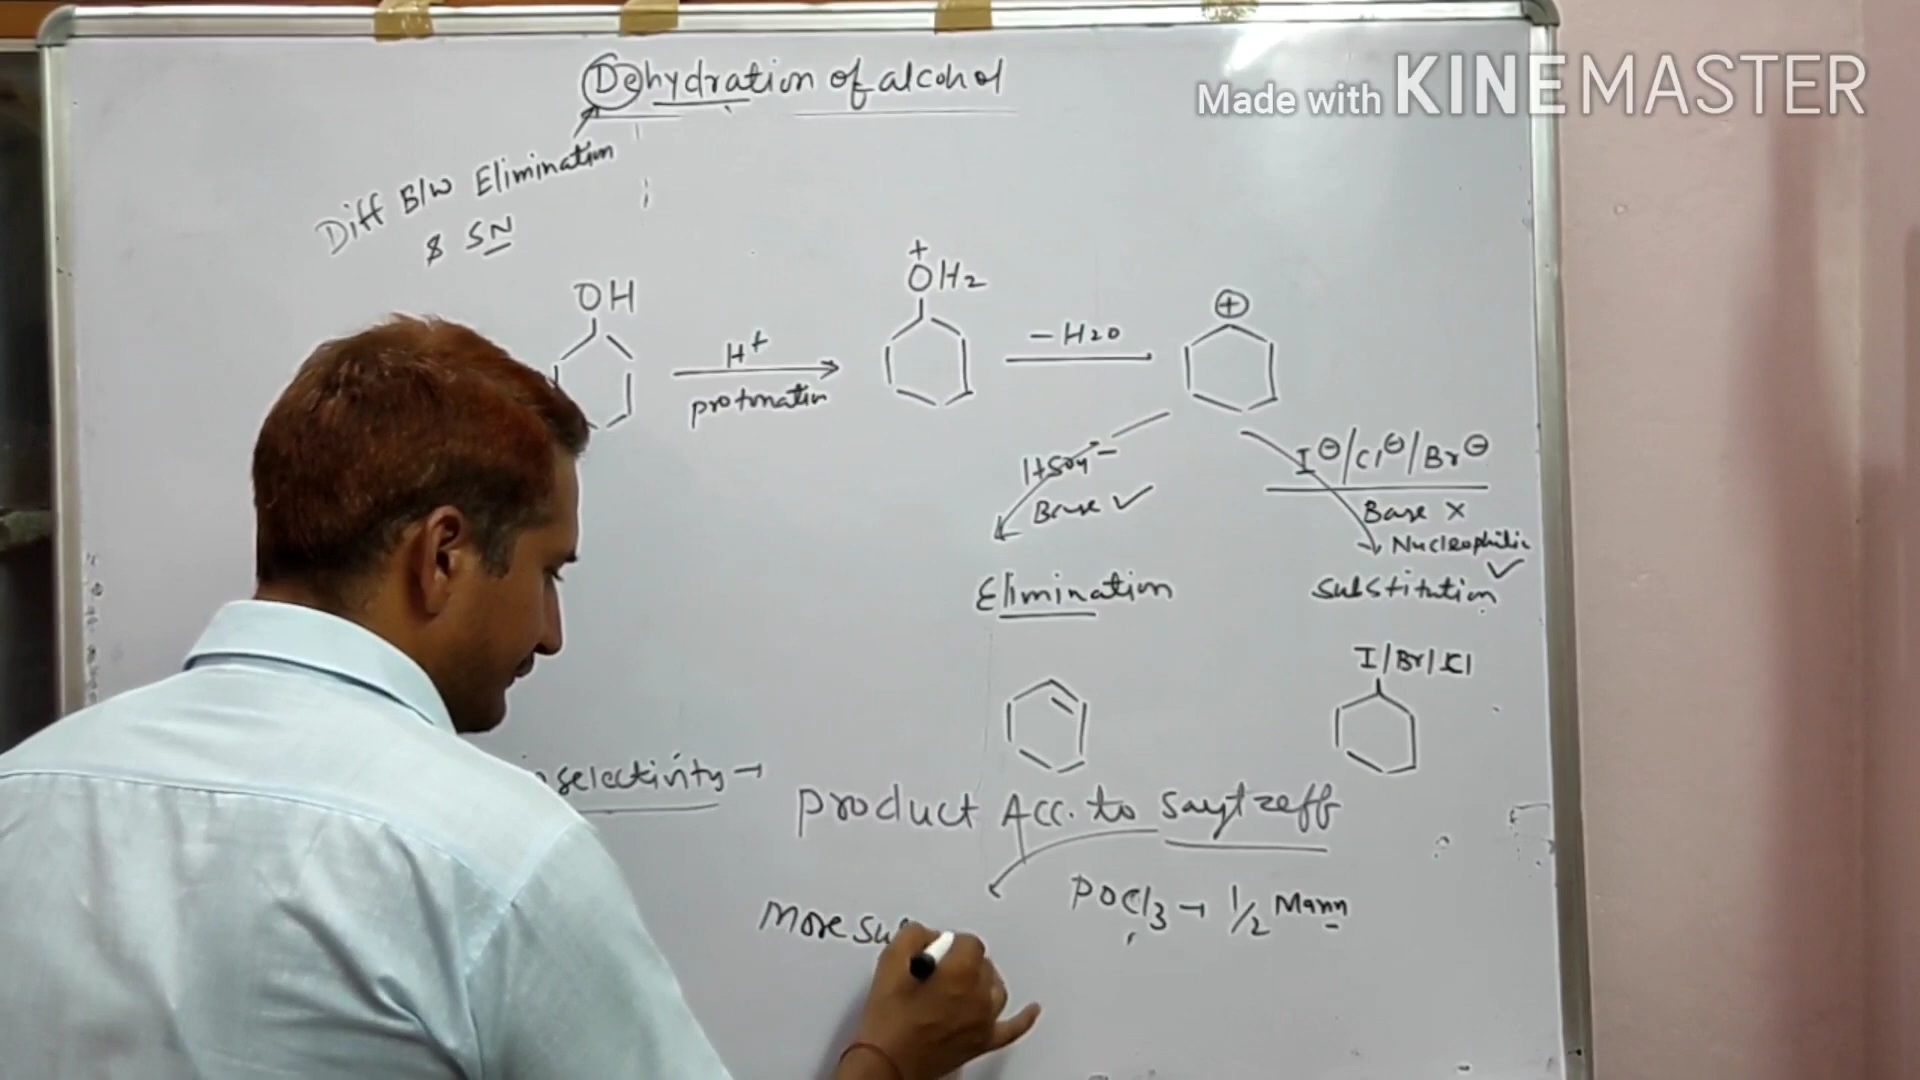 Made with KINEMASTER
Dehydration of alcohol
Diff B/W Elimination
& SN
OH
H+
protonation
+
OH2
- H2O
+
HSO4-
Base ✓
I⊖/Cl⊖/Br⊖
Base ×
Nucleophilic
✓
Elimination
Substitution
I/Br/Cl
selectivity →
Product Acc. to Saytzeff
POCl3 → 1/2 Mann
More su